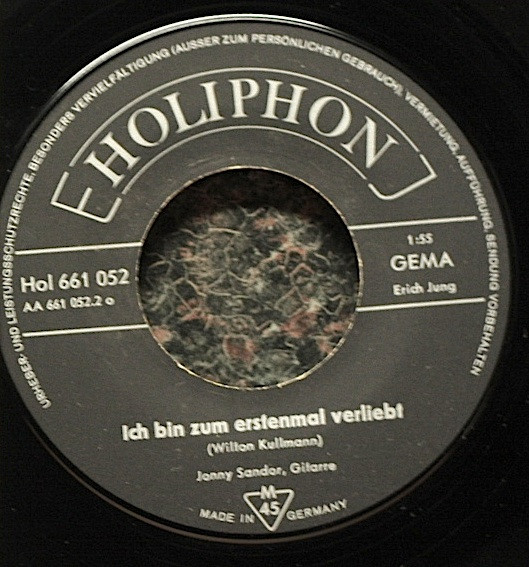 URHEBER- UND LEISTUNGSSCHUTZRECHTE, BESONDERS VERVIELFÄLTIGUNG (AUSSER ZUM PERSÖNLICHEN GEBRAUCH), VERMIETUNG, AUFFÜHRUNG, SENDUNG VORBEHALTEN
HOLIPHON
Hol 661 052
AA 661 052.2 o
1:55
GEMA
Erich Jung
Ich bin zum erstenmal verliebt
(Wilton Kullmann)
Jonny Sandor, Gitarre
M
45
MADE IN GERMANY